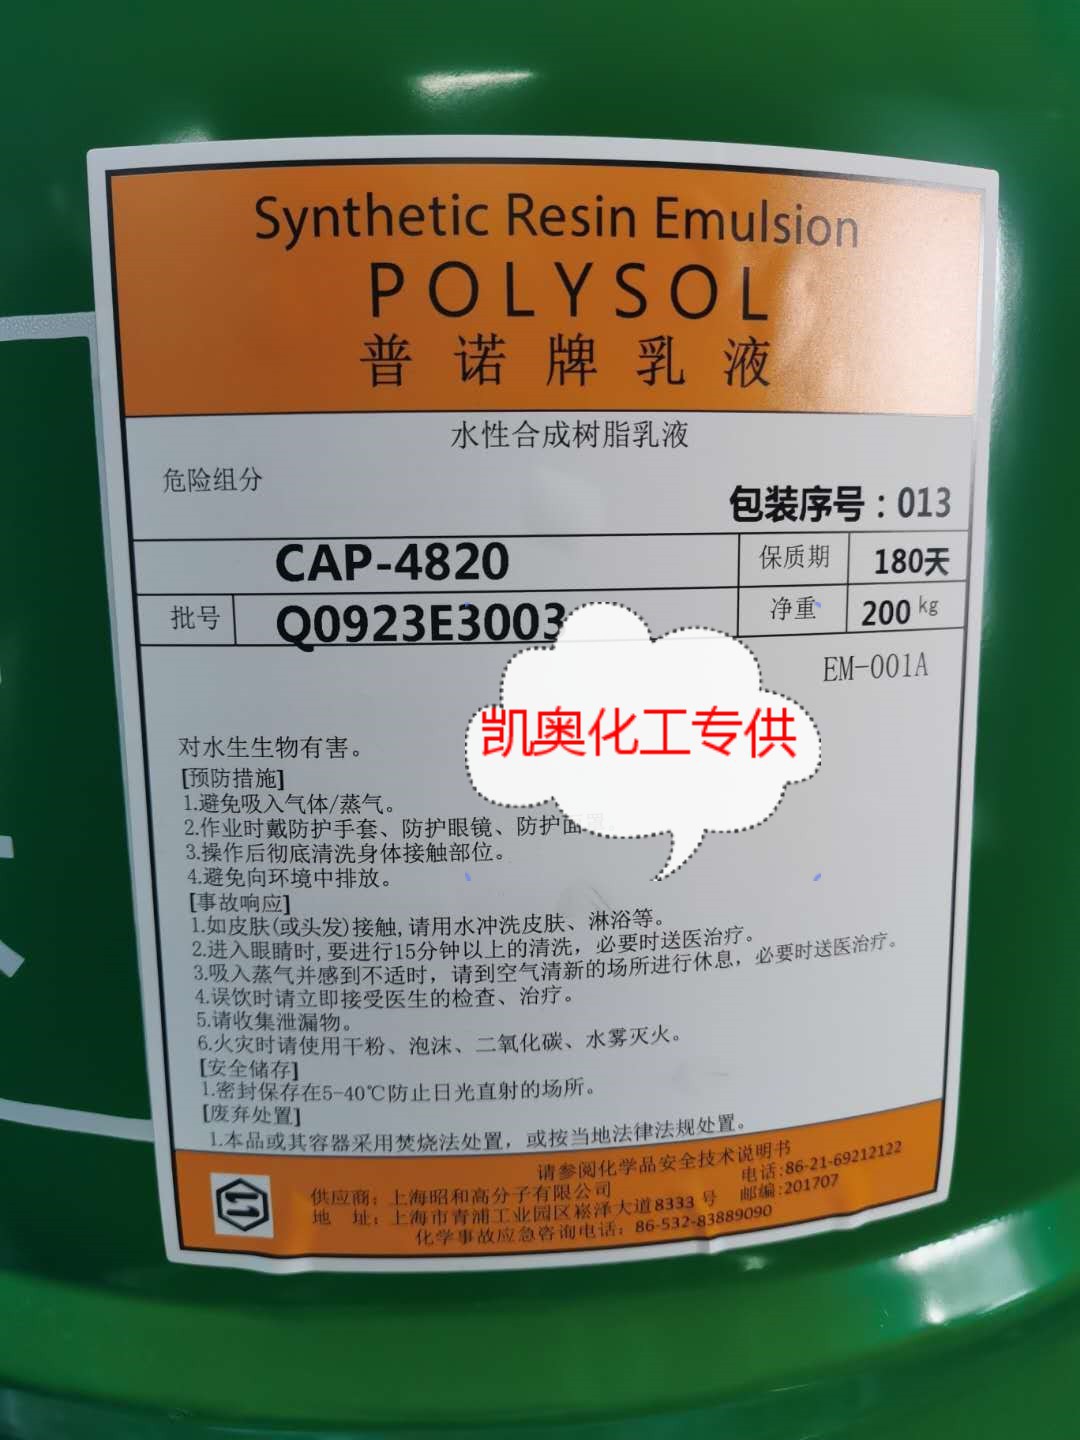 Synthetic Resin Emulsion
POLYSOL
普诺牌乳液
水性合成树脂乳液
危险组分
包装序号：013
CAP-4820
保质期
180天
批号
Q0923E3003
净重
200 kg
EM-001A
凯奥化工专供
对水生生物有害。
[预防措施]
1.避免吸入气体/蒸气。
2.作业时戴防护手套、防护眼镜、防护面罩。
3.操作后彻底清洗身体接触部位。
4.避免向环境中排放。
[事故响应]
1.如皮肤(或头发)接触,请用水冲洗皮肤、淋浴等。
2.进入眼睛时,要进行15分钟以上的清洗，必要时送医治疗。
3.吸入蒸气并感到不适时，请到空气清新的场所进行休息，必要时送医治疗。
4.误饮时请立即接受医生的检查、治疗。
5.请收集泄漏物。
6.火灾时请使用干粉、泡沫、二氧化碳、水雾灭火。
[安全储存]
1.密封保存在5-40℃防止日光直射的场所。
[废弃处置]
1.本品或其容器采用焚烧法处置，或按当地法律法规处置。
请参阅化学品安全技术说明书
供应商：上海昭和高分子有限公司
电话:86-21-69212122
地 址：上海市青浦工业园区崧泽大道8333 号
邮编:201707
化学事故应急咨询电话：86-532-83889090